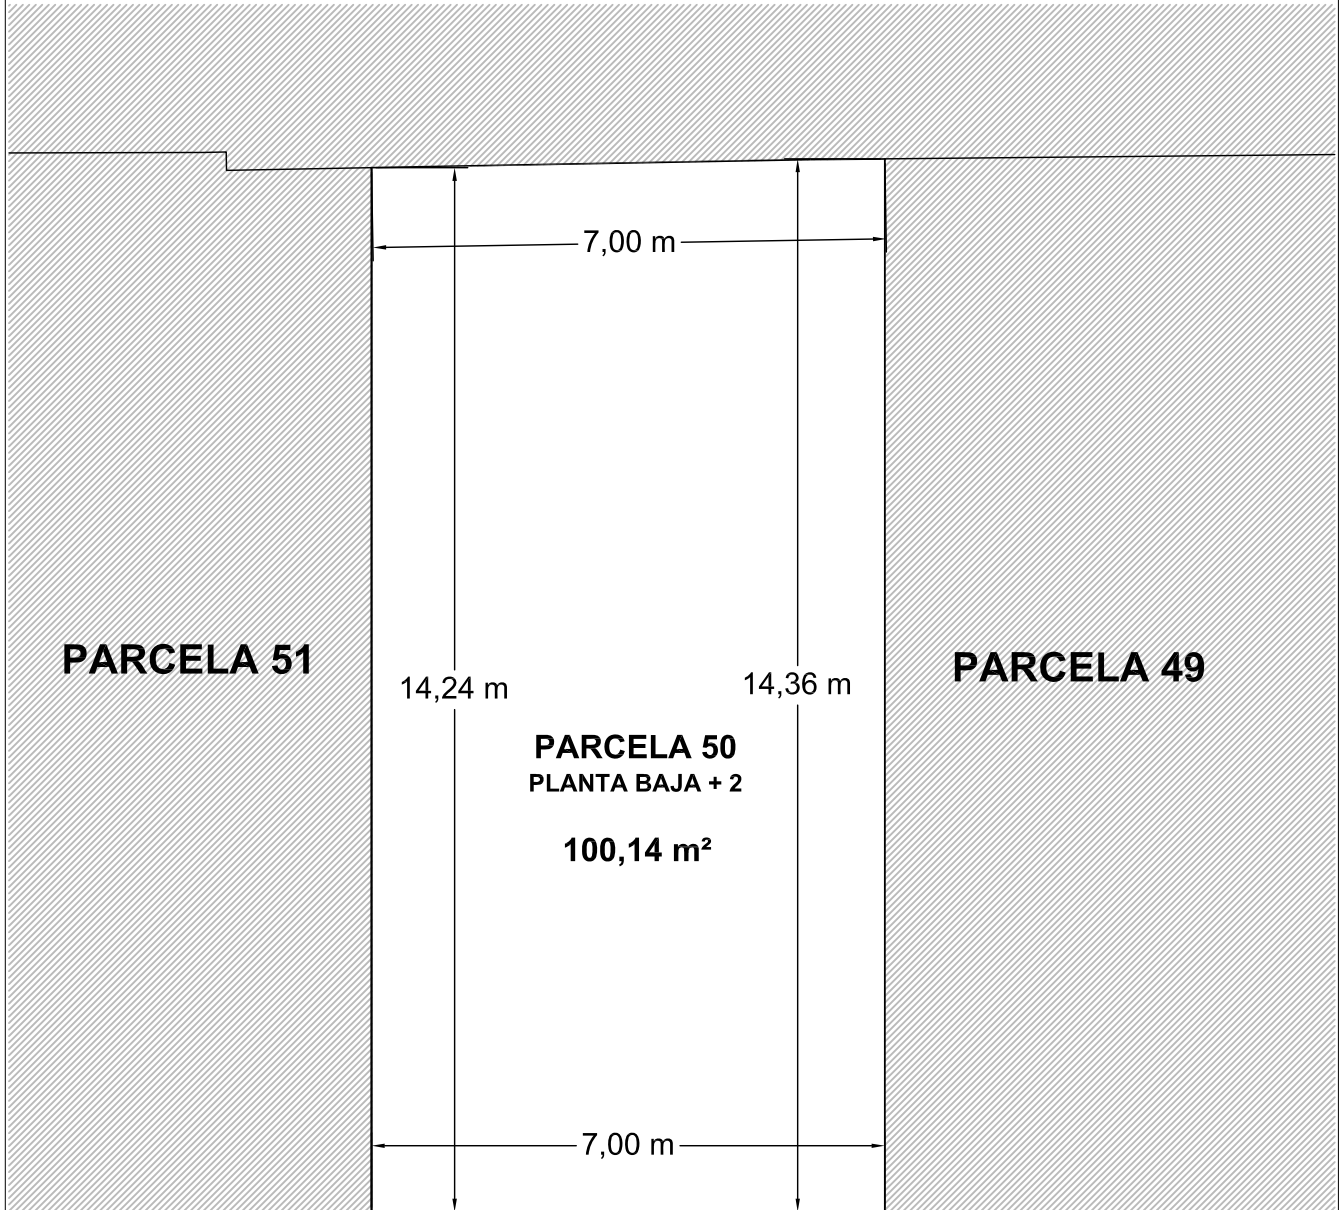 7,00 m
PARCELA 51
PARCELA 49
14,24 m
14,36 m
PARCELA 50
PLANTA BAJA + 2
100,14 m²
7,00 m